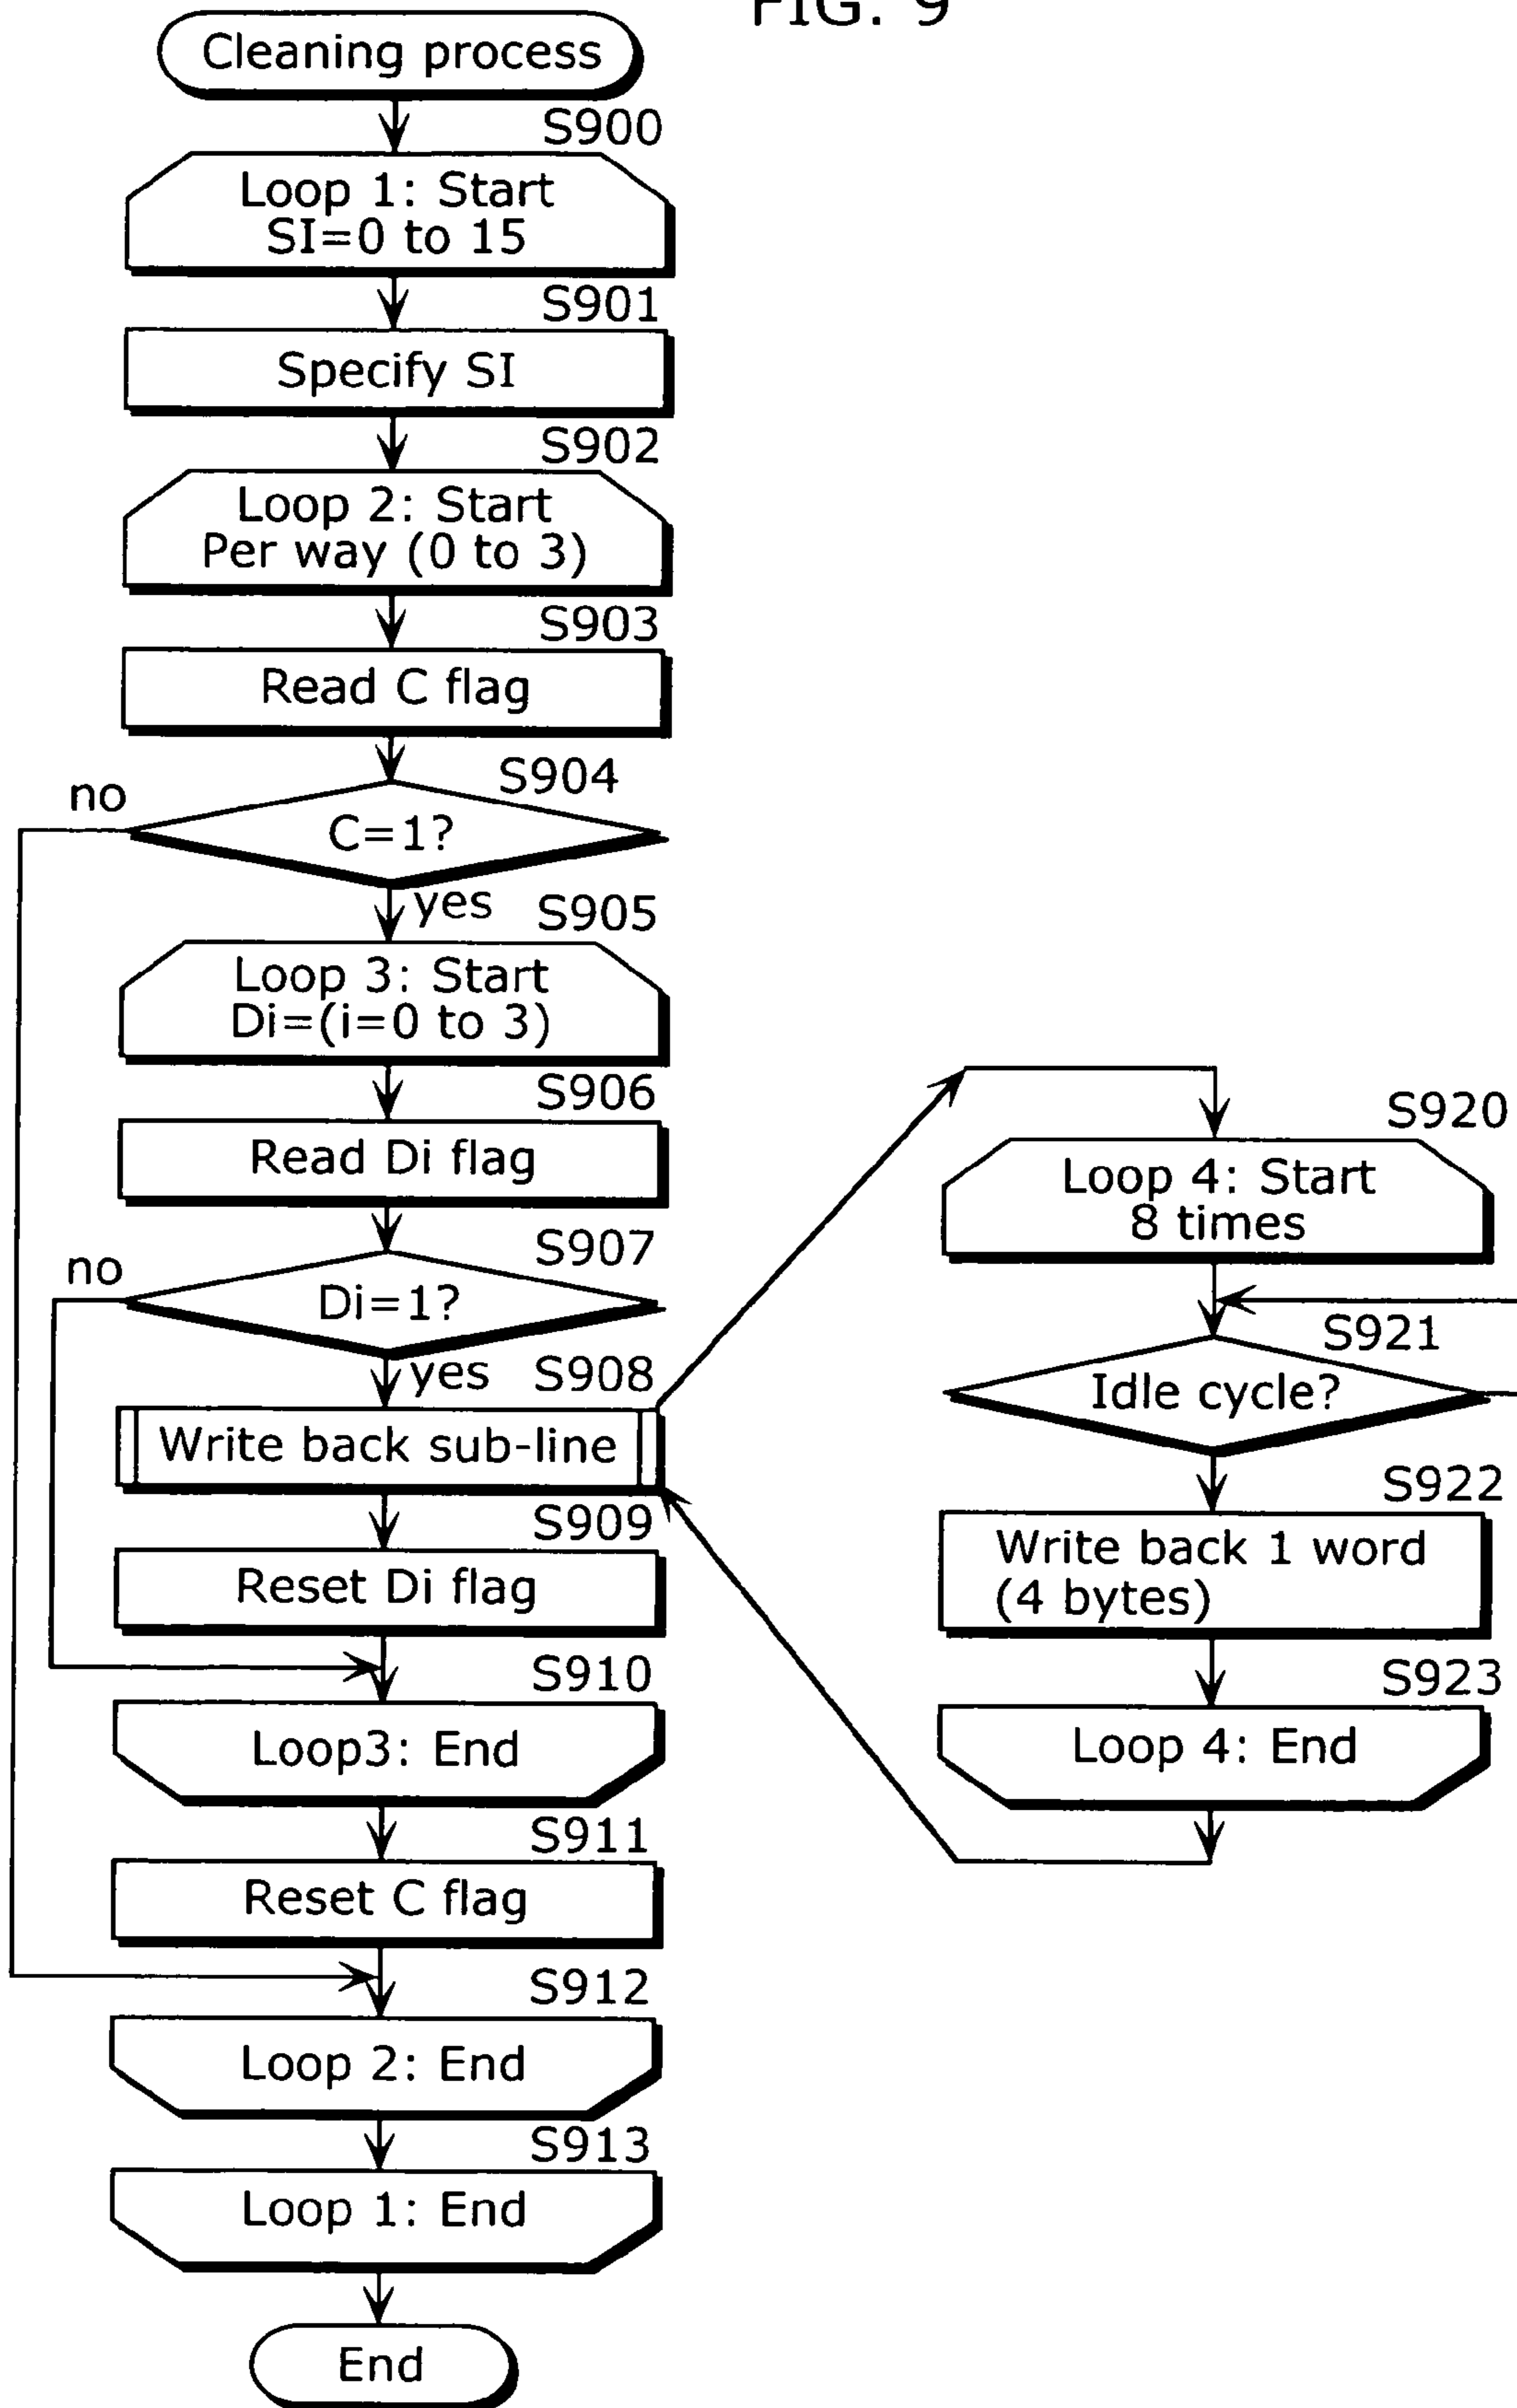 FIG. 9
Cleaning process
S900
Loop 1: Start
SI=0 to 15
S901
Specify SI
S902
Loop 2: Start
Per way (0 to 3)
S903
Read C flag
S904
no
C=1?
yes
S905
Loop 3: Start
Di=(i=0 to 3)
S906
Read Di flag
S907
no
Di=1?
yes
S908
Write back sub-line
S909
Reset Di flag
S910
Loop3: End
S911
Reset C flag
S912
Loop 2: End
S913
Loop 1: End
End
S920
Loop 4: Start
8 times
S921
Idle cycle?
S922
Write back 1 word
(4 bytes)
S923
Loop 4: End